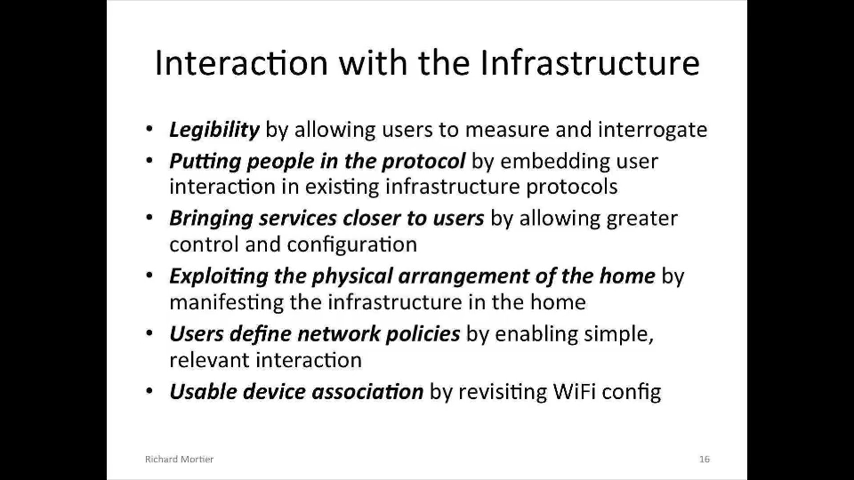 Interaction with the Infrastructure
• Legibility by allowing users to measure and interrogate
• Putting people in the protocol by embedding user
interaction in existing infrastructure protocols
• Bringing services closer to users by allowing greater
control and configuration
• Exploiting the physical arrangement of the home by
manifesting the infrastructure in the home
• Users define network policies by enabling simple,
relevant interaction
• Usable device association by revisiting WiFi config
Richard Mortier
16